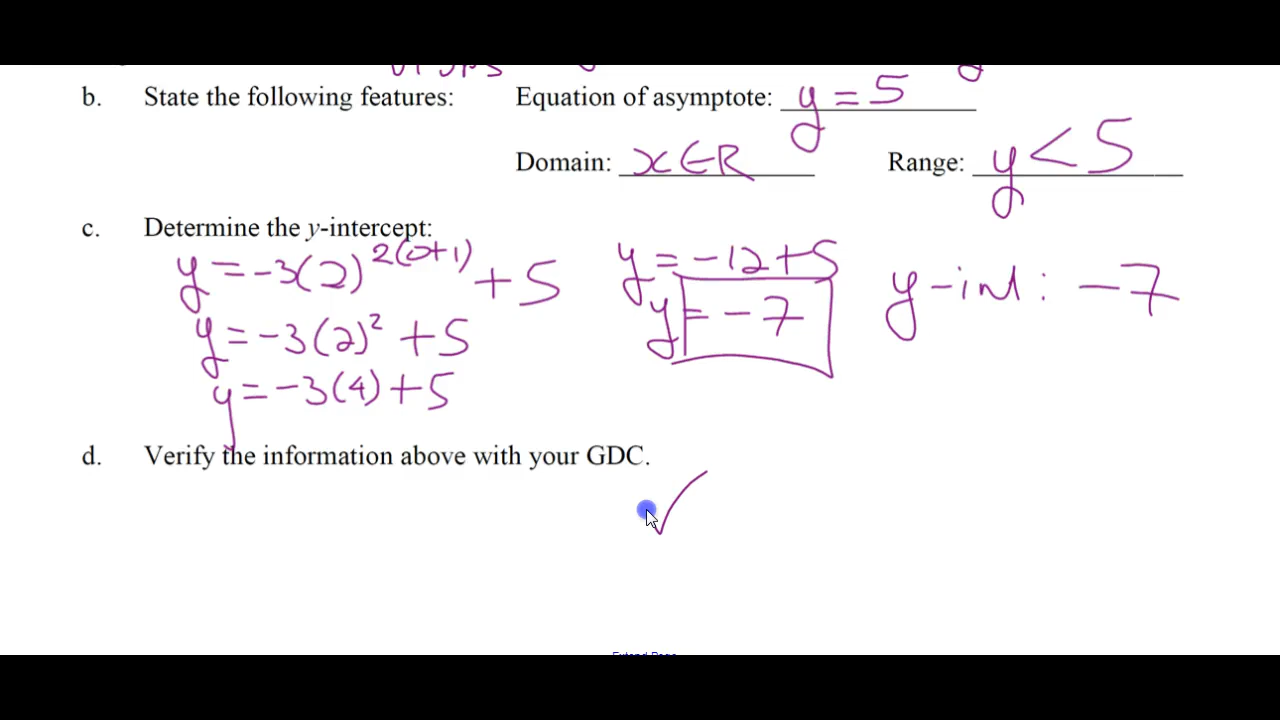 b. State the following features: Equation of asymptote: y = 5
Domain: x ∈ R Range: y < 5
c. Determine the y-intercept:
y = -3(2)^2(0+1) + 5
y = -3(2)² + 5
y = -3(4) + 5
y = -12 + 5
y = -7
y-int: -7
d. Verify the information above with your GDC.